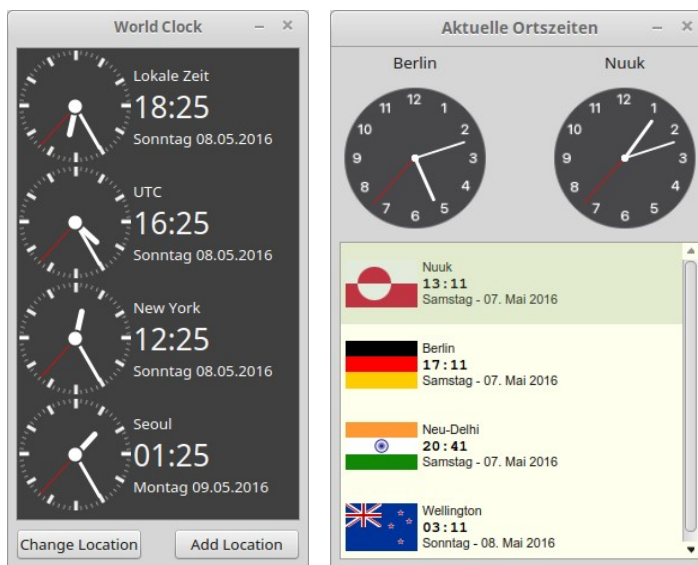 World Clock
Lokale Zeit
18:25
Sonntag 08.05.2016
UTC
16:25
Sonntag 08.05.2016
New York
12:25
Sonntag 08.05.2016
Seoul
01:25
Montag 09.05.2016
Change Location
Add Location
Aktuelle Ortszeiten
Berlin
12
1
2
3
4
5
6
7
8
9
10
11
Nuuk
12
1
2
3
4
5
6
7
8
9
10
11
Nuuk
13:11
Samstag - 07. Mai 2016
Berlin
17:11
Samstag - 07. Mai 2016
Neu-Delhi
20:41
Samstag - 07. Mai 2016
Wellington
03:11
Sonntag - 08. Mai 2016